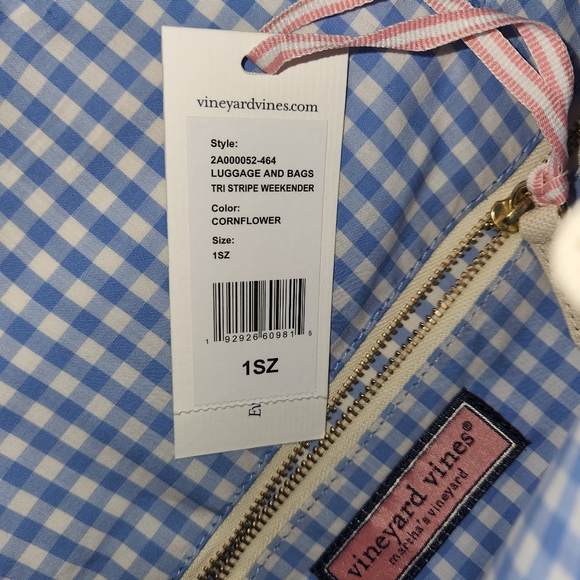 vineyardvines.com
Style:
2A000052-464
LUGGAGE AND BAGS
TRI STRIPE WEEKENDER
Color:
CORNFLOWER
Size:
1SZ
1 92926 60981 5
1SZ
vineyard vines®
martha's vineyard